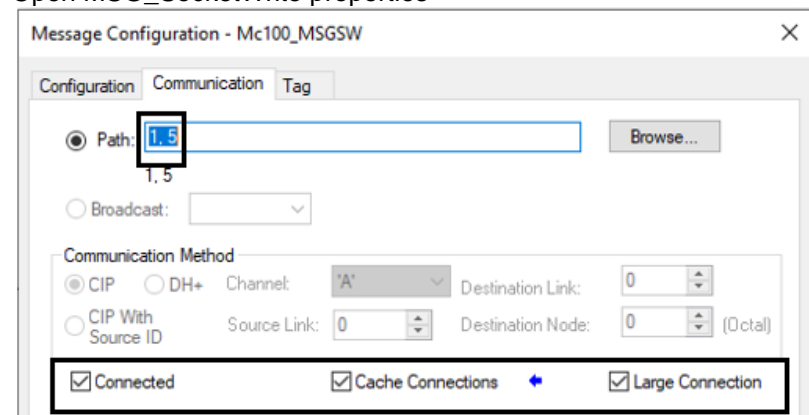 Open MSG_SocketWrite properties
Message Configuration - Mc100_MSGSW
Configuration Communication Tag
Path: 1, 5 Browse...
1, 5
Broadcast:
Communication Method
CIP DH+ Channel: 'A' Destination Link: 0
CIP With Source ID Source Link: 0 Destination Node: 0 (Octal)
Connected Cache Connections Large Connection